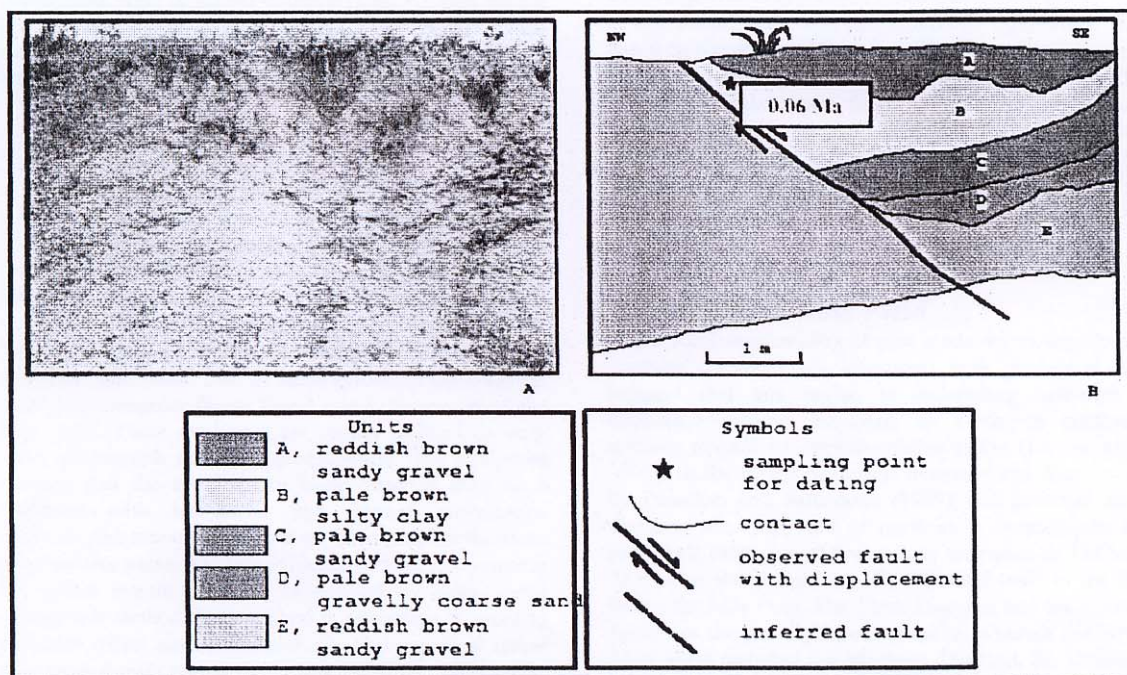 NW
SE
A
0.06 Ma
B
C
D
E
1 m
A
B
Units
A, reddish brown
sandy gravel
B, pale brown
silty clay
C, pale brown
sandy gravel
D, pale brown
gravelly coarse sand
E, reddish brown
sandy gravel
Symbols
sampling point
for dating
contact
observed fault
with displacement
inferred fault